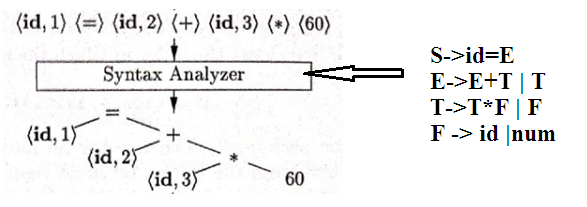 ⟨id, 1⟩ ⟨=⟩ ⟨id, 2⟩ ⟨+⟩ ⟨id, 3⟩ ⟨*⟩ ⟨60⟩
Syntax Analyzer
=
⟨id, 1⟩ +
⟨id, 2⟩ *
⟨id, 3⟩ 60
S->id=E
E->E+T | T
T->T*F | F
F -> id |num